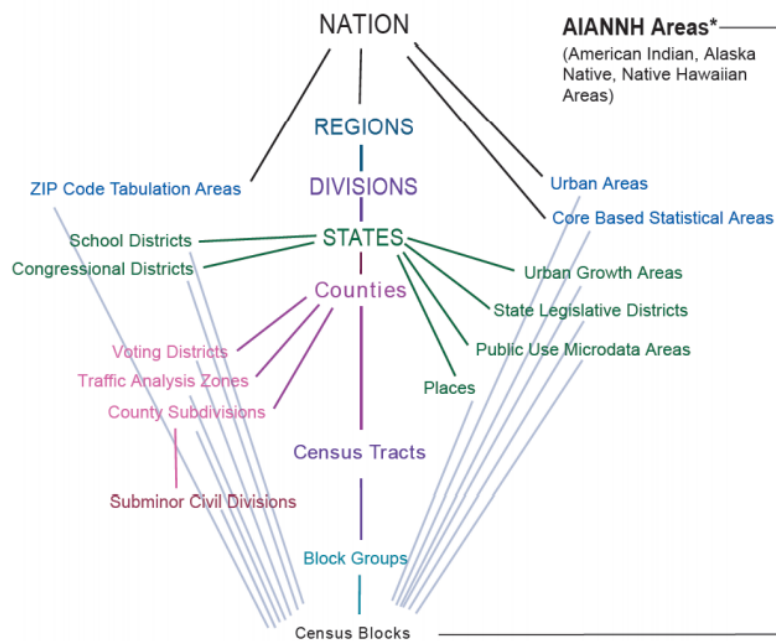 NATION
AIANNH Areas*
(American Indian, Alaska
Native, Native Hawaiian
Areas)
REGIONS
ZIP Code Tabulation Areas
DIVISIONS
Urban Areas
Core Based Statistical Areas
School Districts
STATES
Congressional Districts
Urban Growth Areas
Counties
State Legislative Districts
Voting Districts
Public Use Microdata Areas
Traffic Analysis Zones
Places
County Subdivisions
Census Tracts
Subminor Civil Divisions
Block Groups
Census Blocks